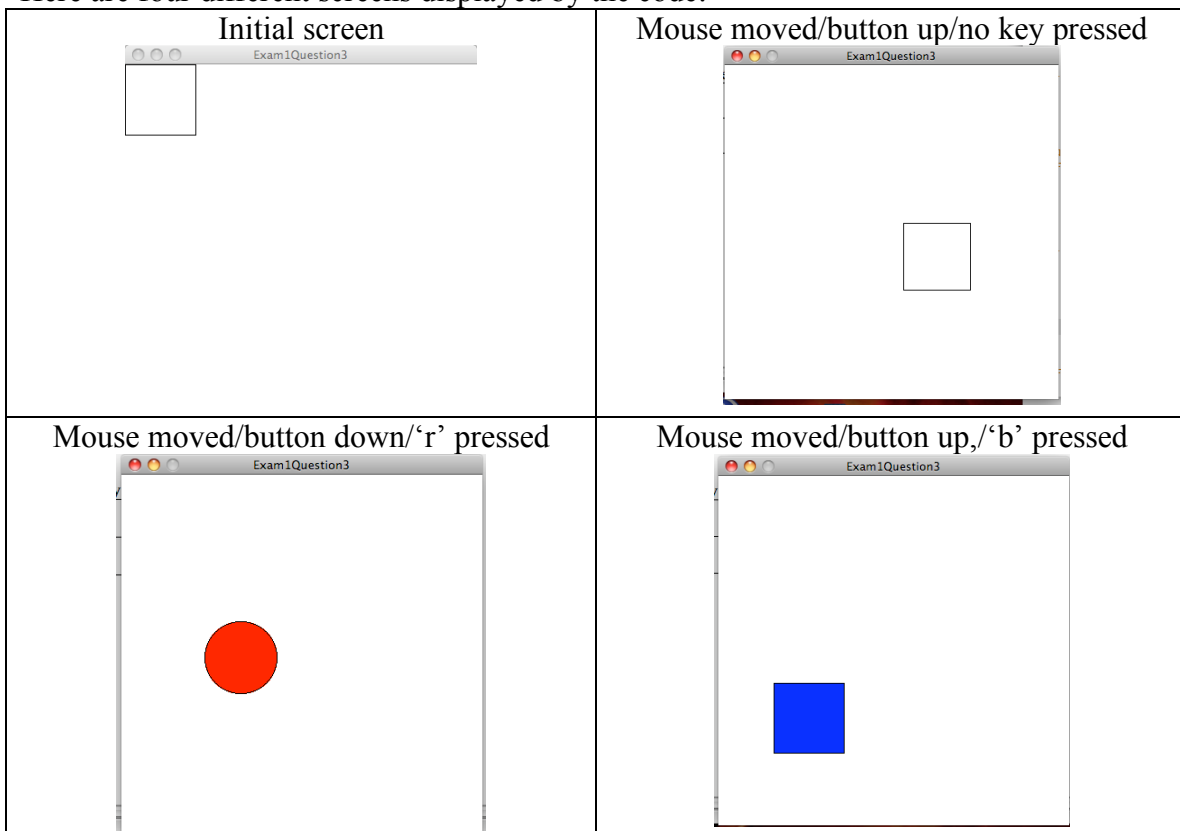 Here are four different screens displayed by the code:
Initial screen
Exam1Question3
Mouse moved/button up/no key pressed
Exam1Question3
Mouse moved/button down/‘r’ pressed
Exam1Question3
Mouse moved/button up,/‘b’ pressed
Exam1Question3